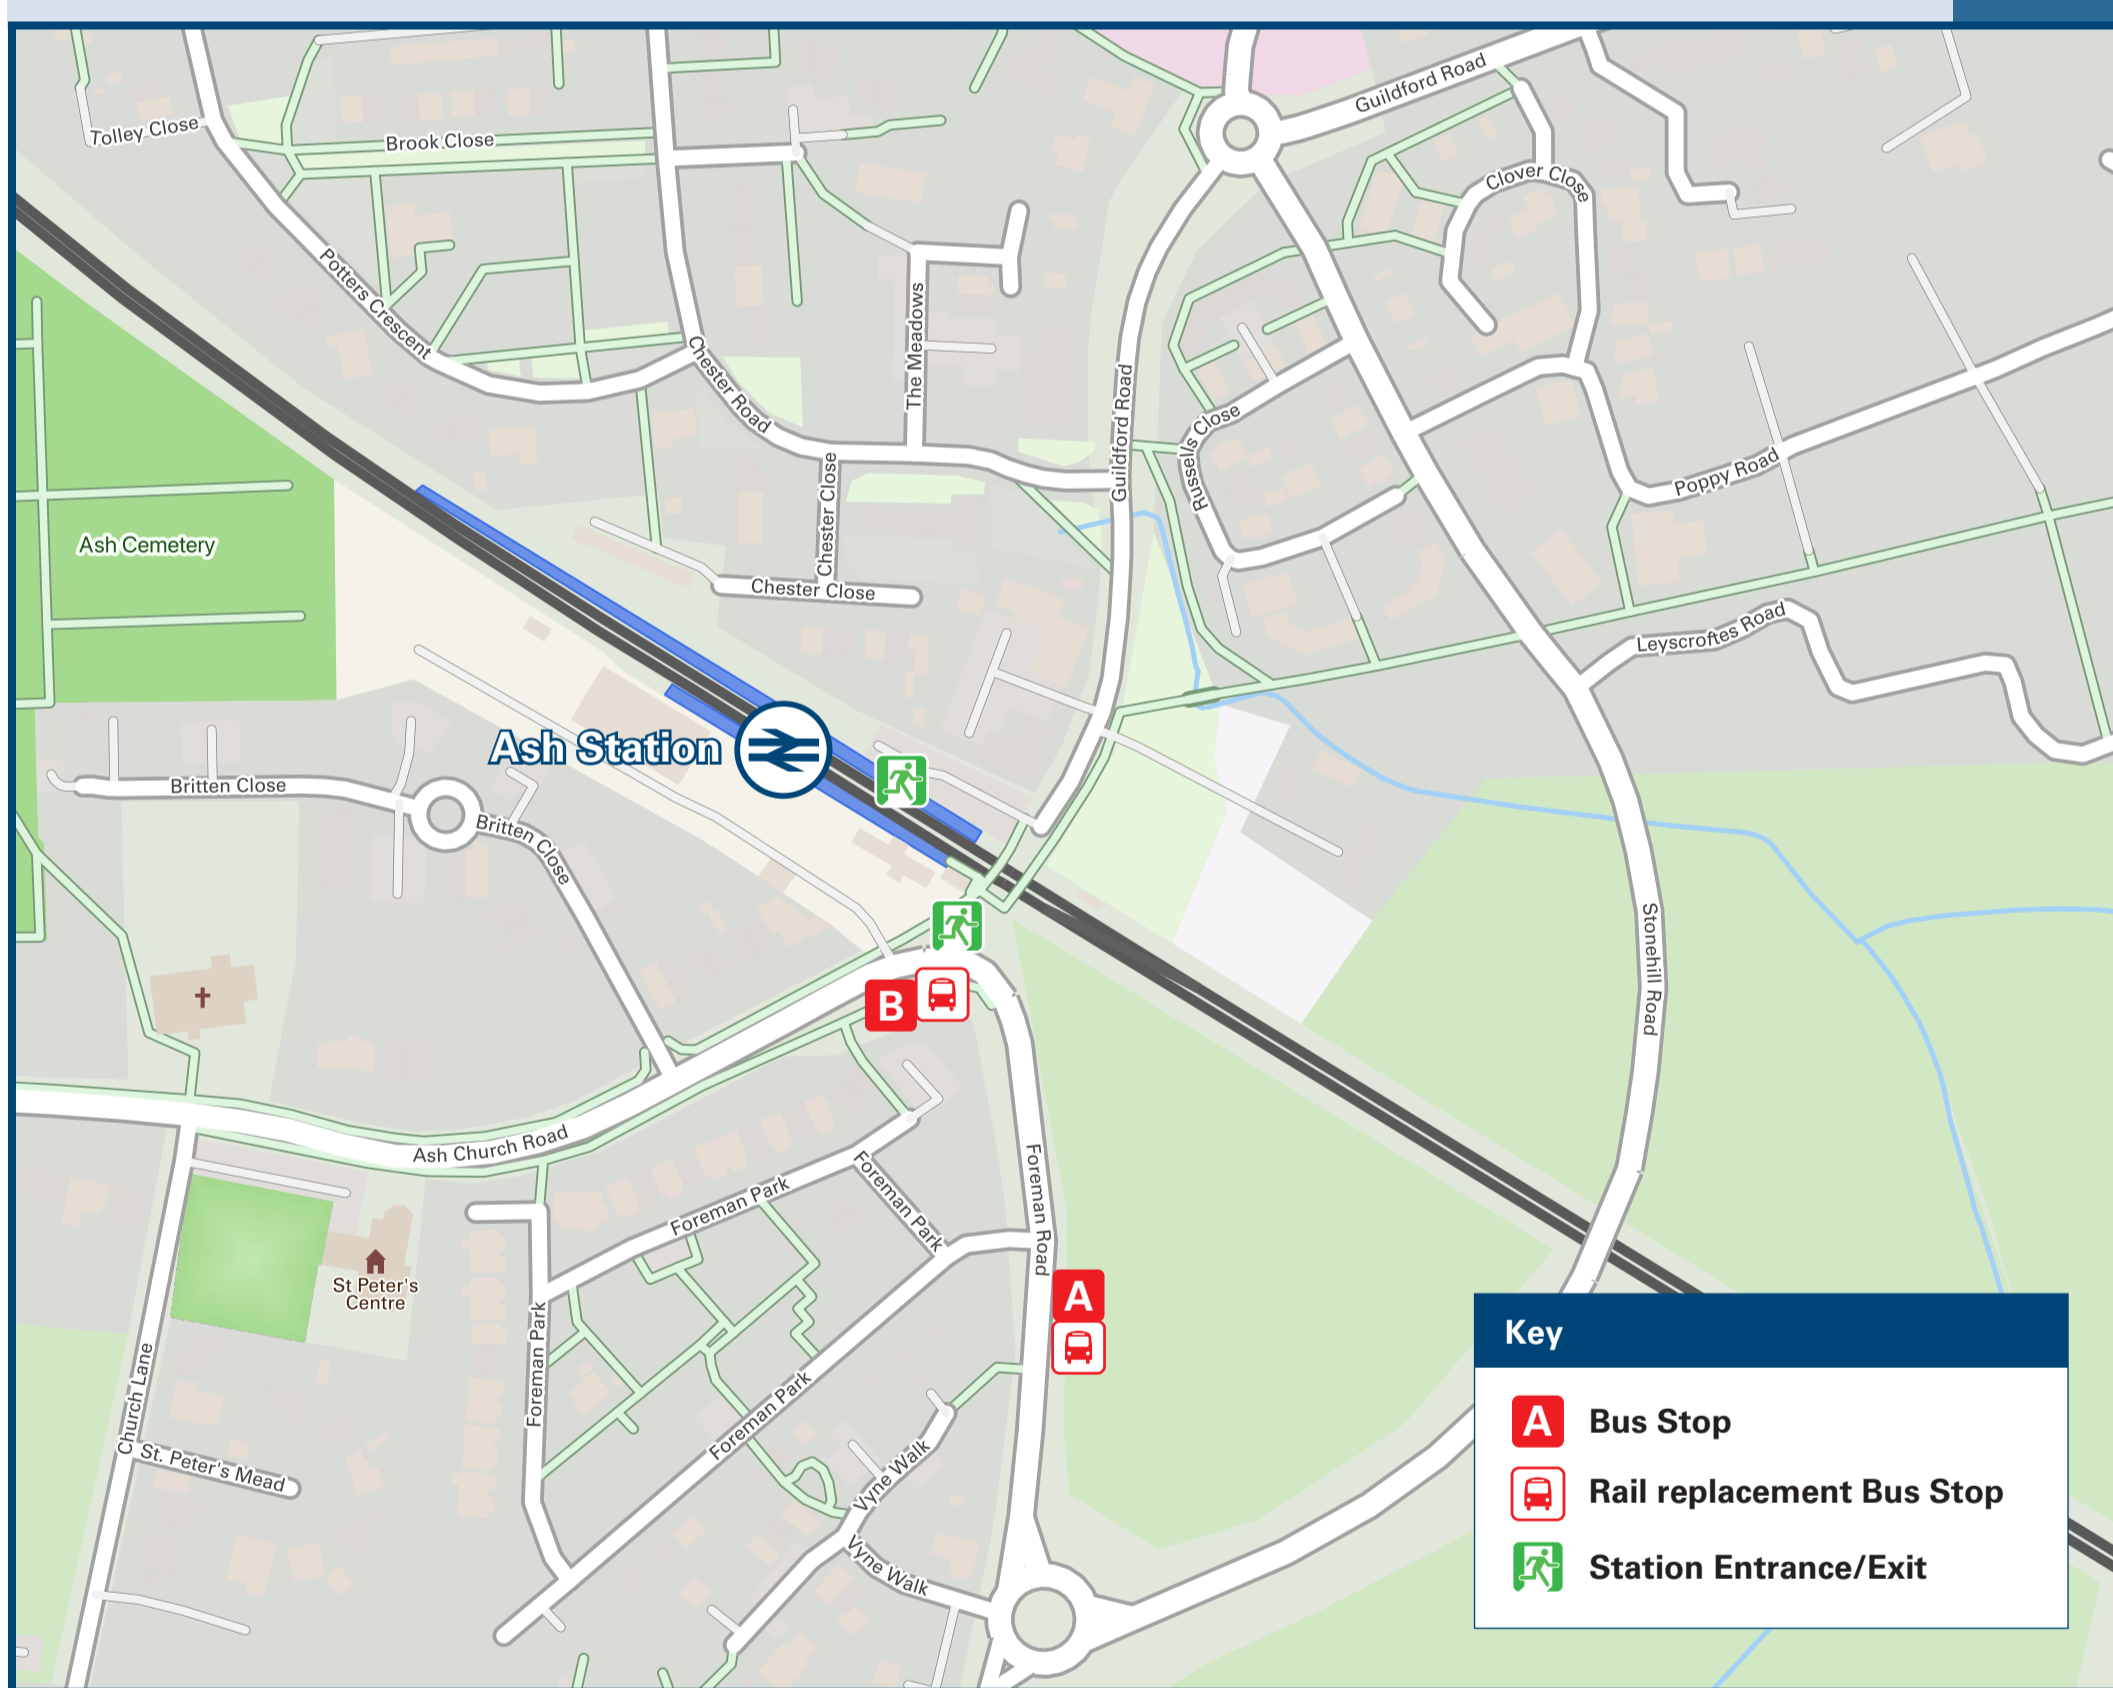 Guildford Road
Tolley Close
Brook Close
Clover Close
Potters Crescent
The Meadows
Chester Road
Guildford Road
Russells Close
Poppy Road
Chester Close
Ash Cemetery
Chester Close
Leyscroftes Road
Ash Station
Britten Close
Britten Close
Stonehill Road
B
Ash Church Road
Foreman Park
Foreman Park
Foreman Road
St Peter's
Centre
A
Foreman Park
Church Lane
Foreman Park
St. Peter's Mead
Vyne Walk
Vyne Walk
Key
A Bus Stop
Rail replacement Bus Stop
Station Entrance/Exit